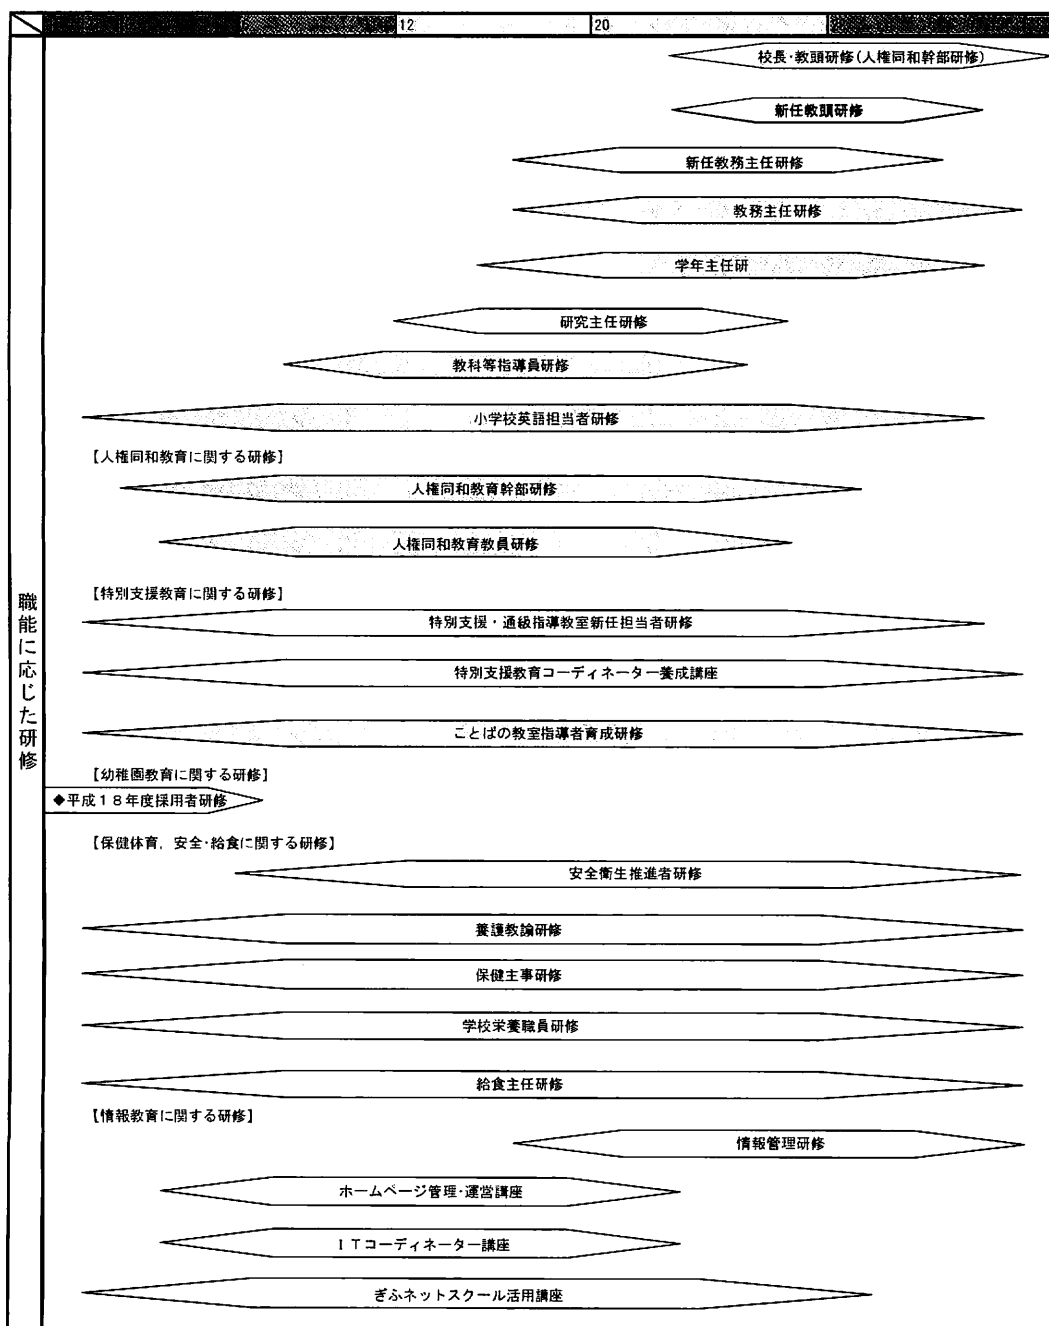 12
20
校長・教頭研修(人権同和幹部研修)
新任教頭研修
新任教務主任研修
教務主任研修
学年主任研
研究主任研修
教科等指導員研修
小学校英語担当者研修
【人権同和教育に関する研修】
人権同和教育幹部研修
人権同和教育教員研修
【特別支援教育に関する研修】
特別支援・通級指導教室新任担当者研修
特別支援教育コーディネーター養成講座
ことばの教室指導者育成研修
職能に応じた研修
【幼稚園教育に関する研修】
◆平成18年度採用者研修
【保健体育，安全・給食に関する研修】
安全衛生推進者研修
養護教諭研修
保健主事研修
学校栄養職員研修
給食主任研修
【情報教育に関する研修】
情報管理研修
ホームページ管理・運営講座
ITコーディネーター講座
ぎふネットスクール活用講座